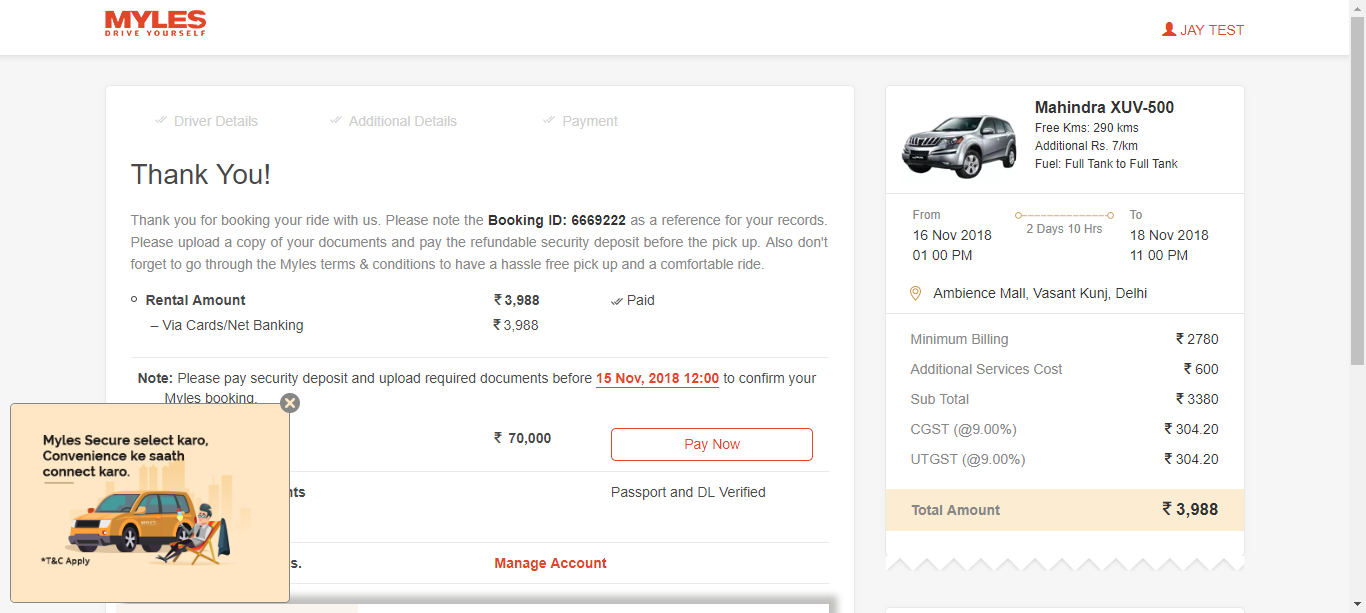 MYLES
DRIVE YOURSELF
JAY TEST
Driver Details
Additional Details
Payment
Thank You!
Thank you for booking your ride with us. Please note the Booking ID: 6669222 as a reference for your records.
Please upload a copy of your documents and pay the refundable security deposit before the pick up. Also don't
forget to go through the Myles terms & conditions to have a hassle free pick up and a comfortable ride.
Rental Amount ₹ 3,988 Paid
– Via Cards/Net Banking ₹ 3,988
Note: Please pay security deposit and upload required documents before 15 Nov, 2018 12:00 to confirm your
Myles booking.
₹ 70,000 Pay Now
nts Passport and DL Verified
s. Manage Account
Myles Secure select karo,
Convenience ke saath
connect karo.
MYLES
*T&C Apply
Mahindra XUV-500
Free Kms: 290 kms
Additional Rs. 7/km
Fuel: Full Tank to Full Tank
From
16 Nov 2018
01 00 PM
2 Days 10 Hrs
To
18 Nov 2018
11 00 PM
Ambience Mall, Vasant Kunj, Delhi
Minimum Billing ₹ 2780
Additional Services Cost ₹ 600
Sub Total ₹ 3380
CGST (@9.00%) ₹ 304.20
UTGST (@9.00%) ₹ 304.20
Total Amount ₹ 3,988